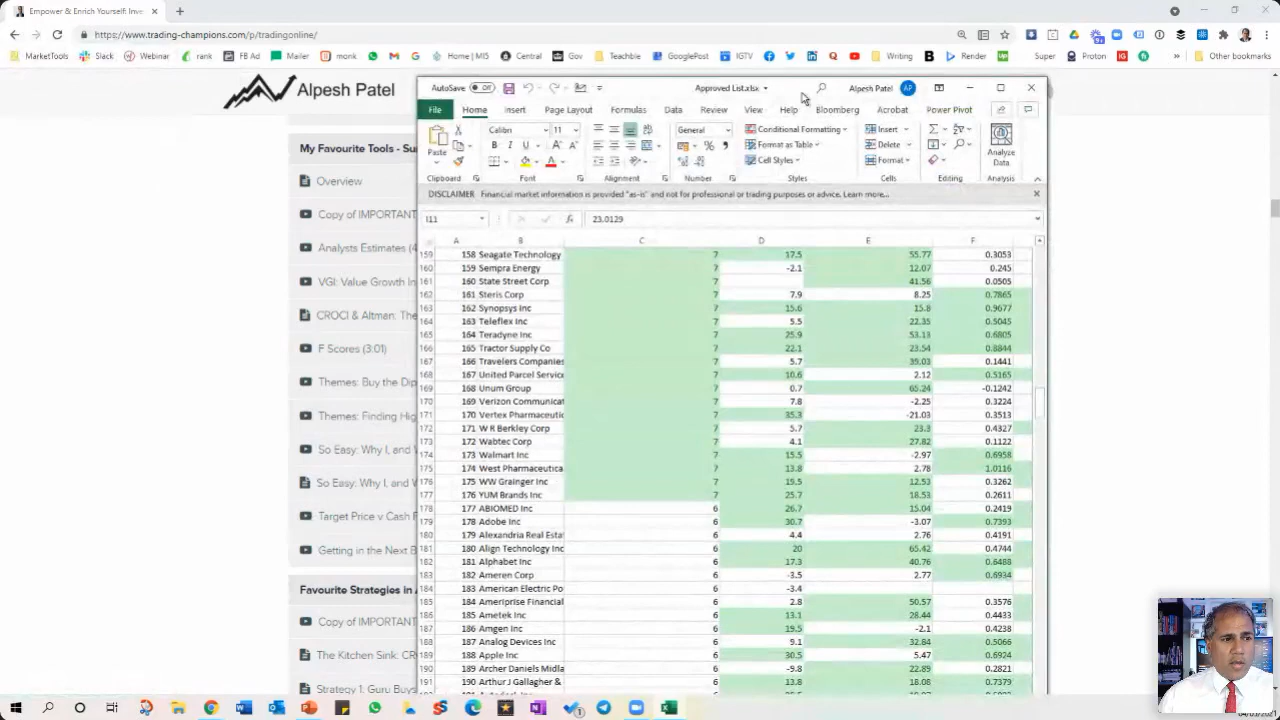 Empower & Enrich Yourself: Inve
https://www.trading-champions.com/p/tradingonline/
MarketTools Slack Webinar rank FB Ad Mailer monk Home | MI5 Central Gov Teachble GooglePost IGTV Writing Render Super Proton KG Other bookmarks
Alpesh Patel
My Favourite Tools - Su
Overview
Copy of IMPORTANT
Analysts Estimates (4
VGI: Value Growth In
CROCI & Altman: The
F Scores (3:01)
Themes: Buy the Dip
Themes: Finding Hig
So Easy: Why I, and
So Easy: Why I, and
Target Price v Cash F
Getting in the Next B
Favourite Strategies in A
Copy of IMPORTANT
The Kitchen Sink: CR
Strategy 1. Guru Buys
AutoSave Off Approved List.xlsx Alpesh Patel AP
File Home Insert Page Layout Formulas Data Review View Help Bloomberg Acrobat Power Pivot
Paste Calibri 11 General Conditional Formatting Insert
B I U Format as Table Delete Analyze
Cell Styles Format Data
Clipboard Font Alignment Number Styles Cells Editing Analysis
DISCLAIMER Financial market information is provided "as-is" and not for professional or trading purposes or advice. Learn more...
I11 fx 23.0129
A B C D E F
159 158 Seagate Technology 7 17.5 55.77 0.3053
160 159 Sempra Energy 7 -2.1 12.07 0.245
161 160 State Street Corp 7 41.56 0.0505
162 161 Steris Corp 7 7.9 8.25 0.7865
163 162 Synopsys Inc 7 15.6 15.8 0.9677
164 163 Teleflex Inc 7 5.5 22.35 0.5045
165 164 Teradyne Inc 7 25.9 53.13 0.6805
166 165 Tractor Supply Co 7 22.1 23.54 0.8844
167 166 Travelers Companies 7 5.7 39.03 0.1441
168 167 United Parcel Service 7 10.6 2.12 0.5165
169 168 Unum Group 7 0.7 65.24 -0.1242
170 169 Verizon Communicat 7 7.8 -2.25 0.3224
171 170 Vertex Pharmaceutic 7 35.3 -21.03 0.3513
172 171 W R Berkley Corp 7 5.7 23.3 0.4327
173 172 Wabtec Corp 7 4.1 27.82 0.1122
174 173 Walmart Inc 7 15.5 -2.97 0.6958
175 174 West Pharmaceutica 7 13.8 2.78 1.0116
176 175 WW Grainger Inc 7 19.5 12.53 0.3262
177 176 YUM Brands Inc 7 25.7 18.53 0.2611
178 177 ABIOMED Inc 6 26.7 15.04 0.2419
179 178 Adobe Inc 6 30.7 -3.07 0.7393
180 179 Alexandria Real Esta 6 4.4 2.76 0.4191
181 180 Align Technology Inc 6 20 65.42 0.4744
182 181 Alphabet Inc 6 17.3 40.76 0.6488
183 182 Ameren Corp 6 -3.5 2.77 0.6934
184 183 American Electric Po 6 -3.4
185 184 Ameriprise Financial 6 2.8 50.57 0.3576
186 185 Ametek Inc 6 13.1 28.44 0.4433
187 186 Amgen Inc 6 19.5 -2.1 0.4238
188 187 Analog Devices Inc 6 9.1 32.84 0.5066
189 188 Apple Inc 6 30.5 5.47 0.6924
190 189 Archer Daniels Midla 6 -9.8 22.89 0.2821
191 190 Arthur J Gallagher & 6 13.8 18.08 0.7379